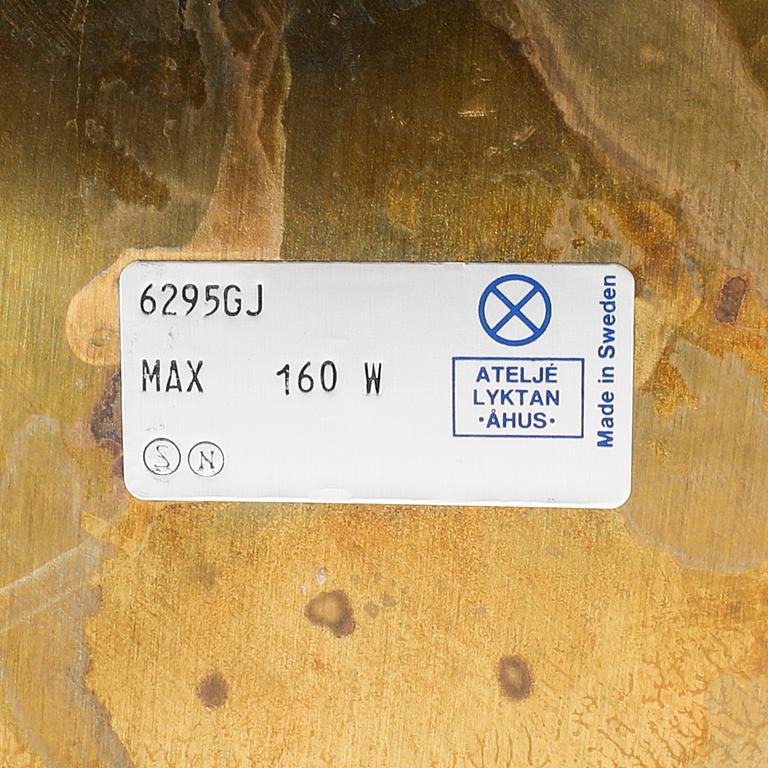 6295GJ
MAX 160 W
S N
ATELJÉ
LYKTAN
·ÅHUS·
Made in Sweden